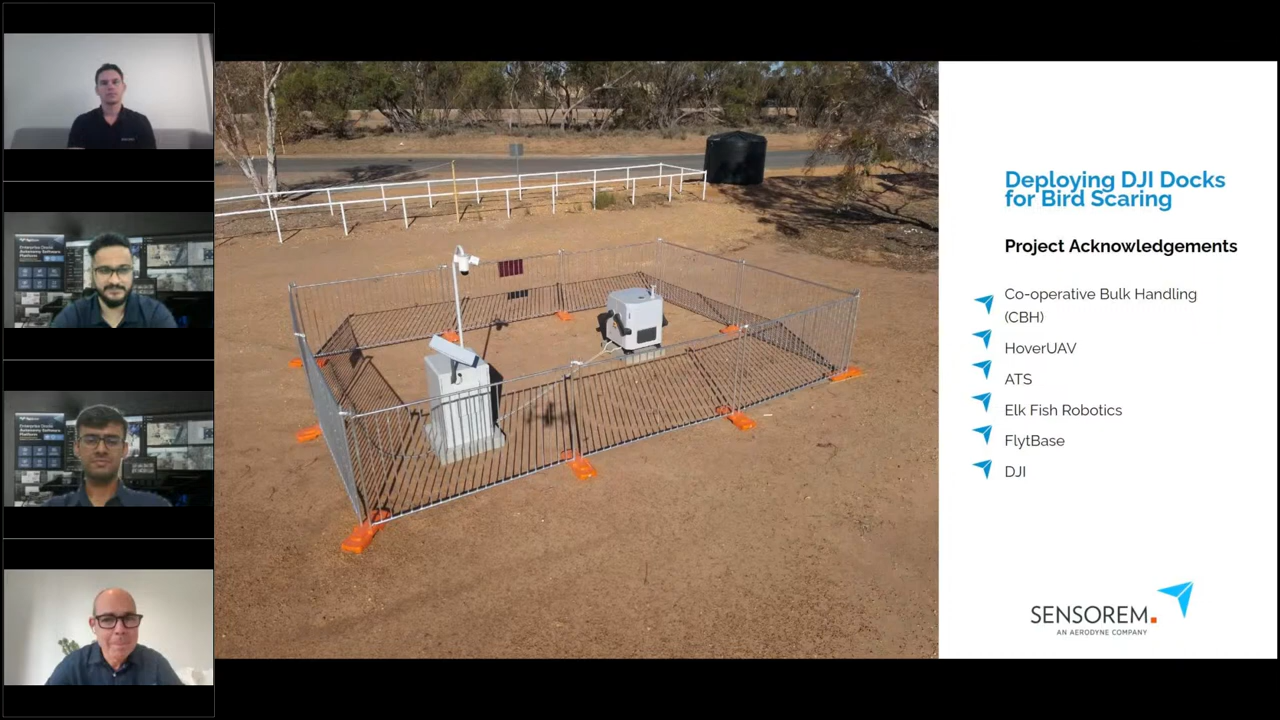 Deploying DJI Docks
for Bird Scaring
Project Acknowledgements
Co-operative Bulk Handling
(CBH)
HoverUAV
ATS
Elk Fish Robotics
FlytBase
DJI
SENSOREM.
AN AERODYNE COMPANY